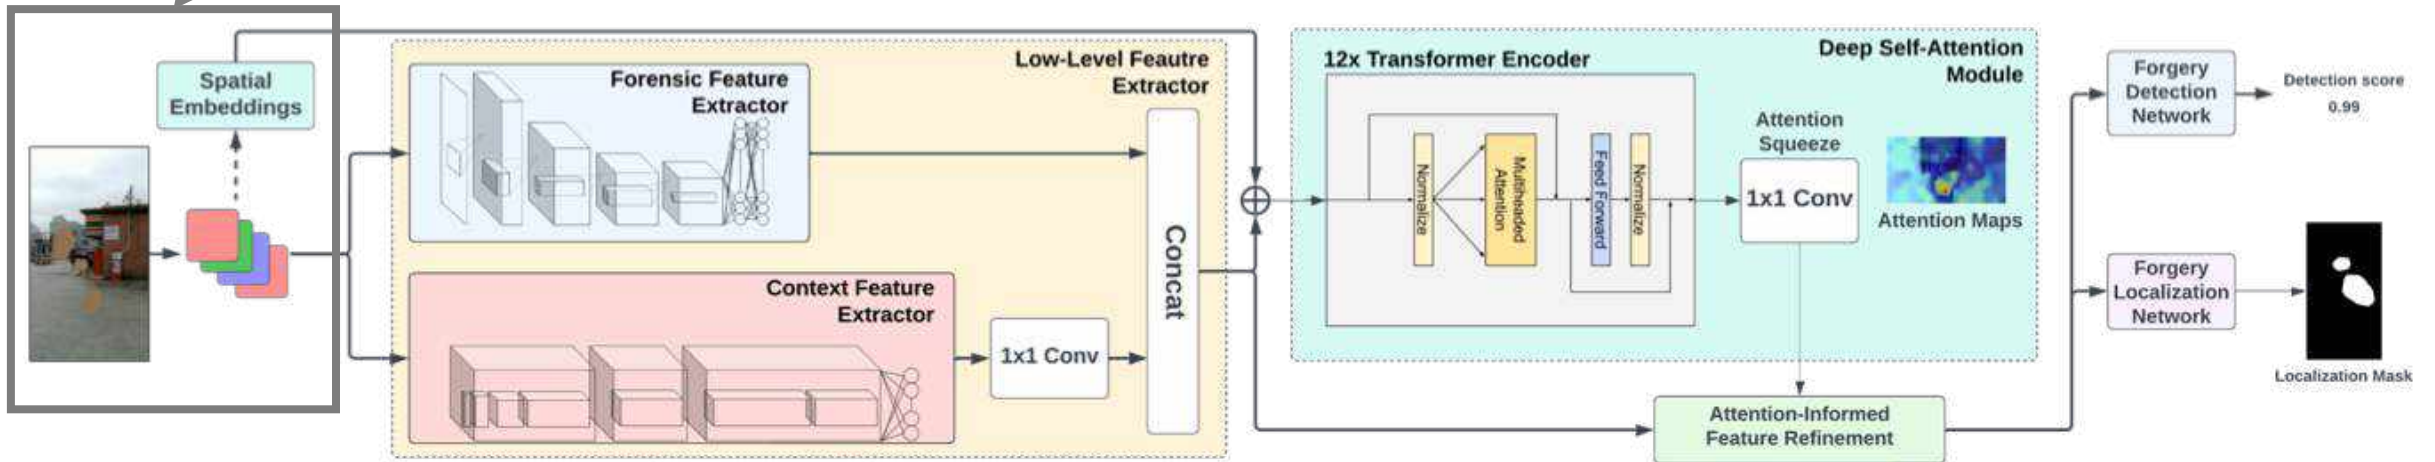 Spatial
Embeddings
Low-Level Feautre
Extractor
Forensic Feature
Extractor
Context Feature
Extractor
1x1 Conv
Concat
Deep Self-Attention
Module
12x Transformer Encoder
Normalize
Multiheaded
Attention
Feed Forward
Normalize
Attention
Squeeze
1x1 Conv
Attention Maps
Attention-Informed
Feature Refinement
Forgery
Detection
Network
Detection score
0.99
Forgery
Localization
Network
Localization Mask